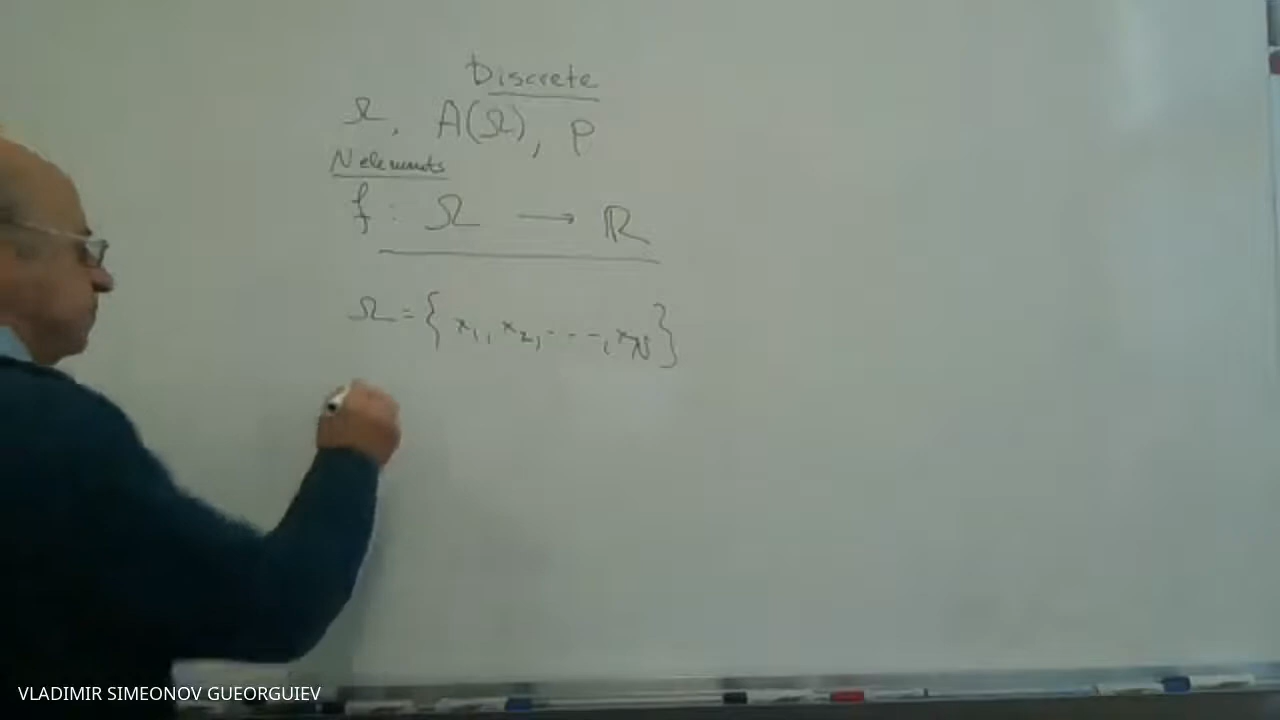 Discrete
Ω, A(Ω), P
N elements
f : Ω → ℝ
Ω = { x₁, x₂, - - -, x_N }
VLADIMIR SIMEONOV GUEORGUIEV